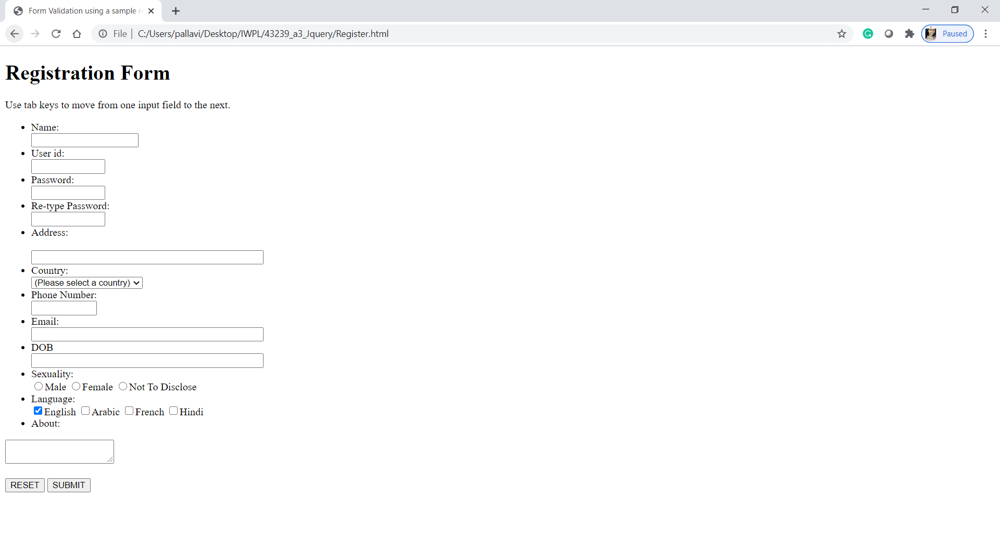 Form Validation using a sample r
File | C:/Users/pallavi/Desktop/IWPL/43239_a3_Jquery/Register.html
Paused
Registration Form
Use tab keys to move from one input field to the next.
Name:
User id:
Password:
Re-type Password:
Address:
Country:
(Please select a country)
Phone Number:
Email:
DOB
Sexuality:
Male Female Not To Disclose
Language:
English Arabic French Hindi
About:
RESET SUBMIT